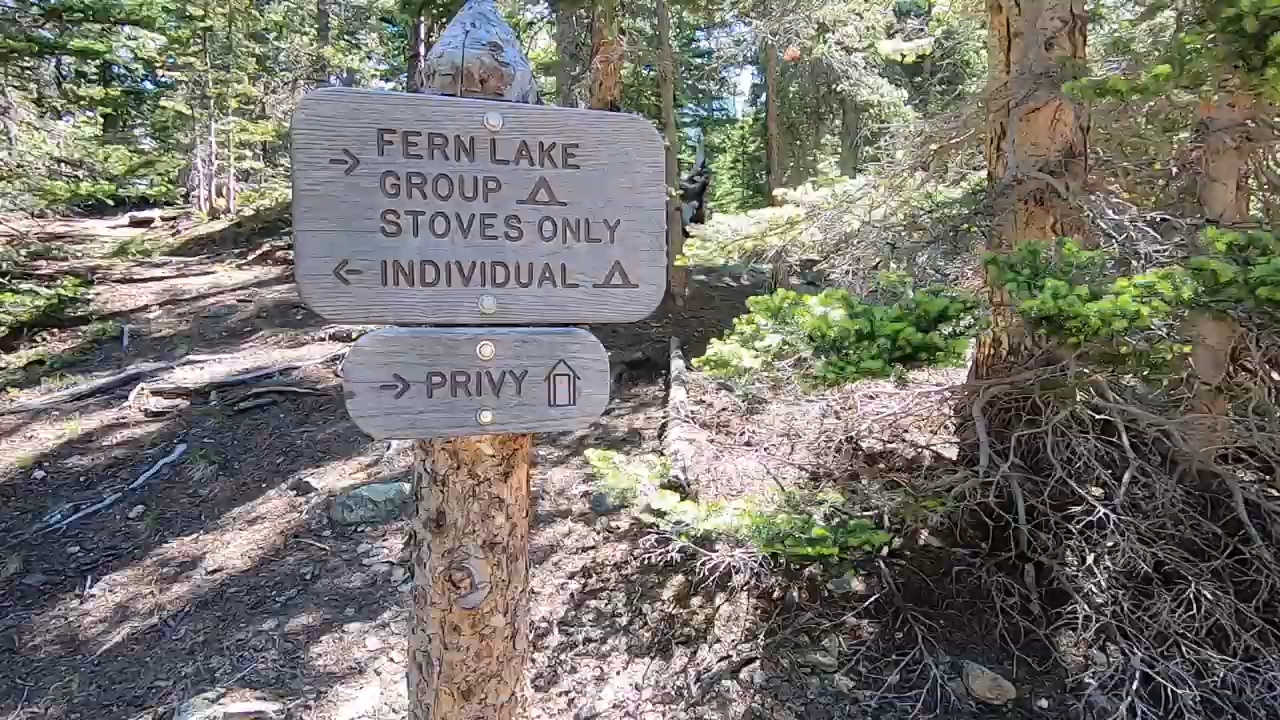 → FERN LAKE
GROUP
STOVES ONLY
← INDIVIDUAL
→ PRIVY